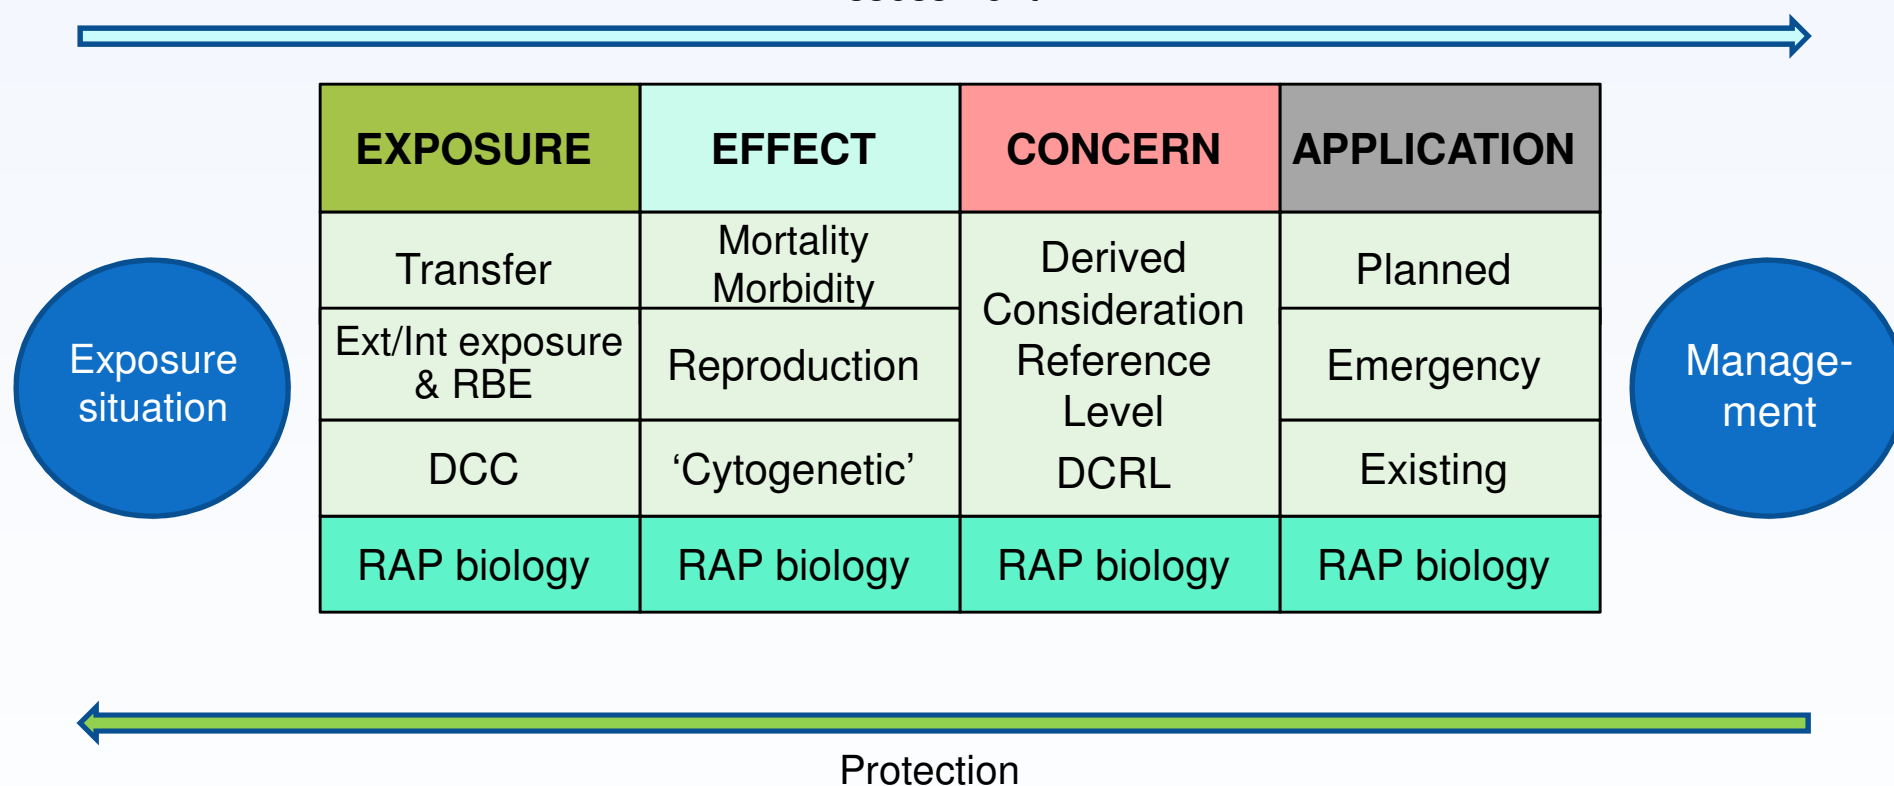 EXPOSURE
EFFECT
CONCERN
APPLICATION
Transfer
Mortality
Morbidity
Derived
Consideration
Reference
Level
DCRL
Planned
Ext/Int exposure
& RBE
Reproduction
Emergency
DCC
‘Cytogenetic’
Existing
RAP biology
RAP biology
RAP biology
RAP biology
Exposure
situation
Manage-
ment
Protection